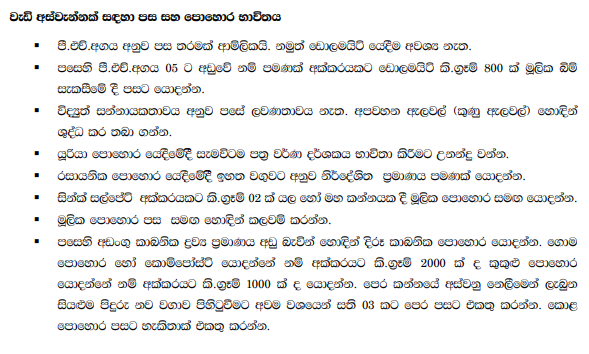 වැඩි අස්වැන්නක් සඳහා පස සහ පොහොර භාවිතය
▪ පී.එච්.අගය අනුව පස තරමක් ආම්ලිකයි. නමුත් ඩොලමයිට් යෙදීම අවශ්‍ය නැත.
▪ පසෙහි පී.එච්.අගය 05 ට අඩුවේ නම් පමණක් අක්කරයකට ඩොලමයිට් කි.ග්‍රෑම් 800 ක් මූලික බිම්
සැකසීමේ දී පසට යොදන්න.
▪ විද්‍යුත් සන්නායකතාවය අනුව පසේ ලවණතාවය නැත. අපවහන ඇලවල් (කුණු ඇලවල්) හොඳින්
ශුද්ධ කර තබා ගන්න.
▪ යූරියා පොහොර යෙදීමේදී සැමවිටම පත්‍ර වර්ණ දර්ශකය භාවිතා කිරීමට උනන්දු වන්න.
▪ රසායනික පොහොර යෙදීමේදී ඉහත වගුවට අනුව නිර්දේශිත ප්‍රමාණය පමණක් යොදන්න.
▪ සින්ක් සල්පේට් අක්කරයකට කි.ග්‍රෑම් 02 ක් යල හෝ මහ කන්නයක දී මූලික පොහොර සමඟ යොදන්න.
▪ මූලික පොහොර පස සමඟ හොඳින් කලවම් කරන්න.
▪ පසෙහි අඩංගු කාබනික ද්‍රව්‍ය ප්‍රමාණය අඩු බැවින් හොඳින් දිරූ කාබනික පොහොර යොදන්න. ගොම
පොහොර හෝ කොම්පෝස්ට් යොදන්නේ නම් අක්කරයට කි.ග්‍රෑම් 2000 ක් ද කුකුළු පොහොර
යොදන්නේ නම් අක්කරයට කි.ග්‍රෑම් 1000 ක් ද යොදන්න. පෙර කන්නයේ අස්වනු නෙලීමෙන් ලැබුන
සියළුම පිදුරු නව වගාව පිහිටුවීමට අවම වශයෙන් සති 03 කට පෙර පසට එකතු කරන්න. කොළ
පොහොර පසට හැකිතාක් එකතු කරන්න.